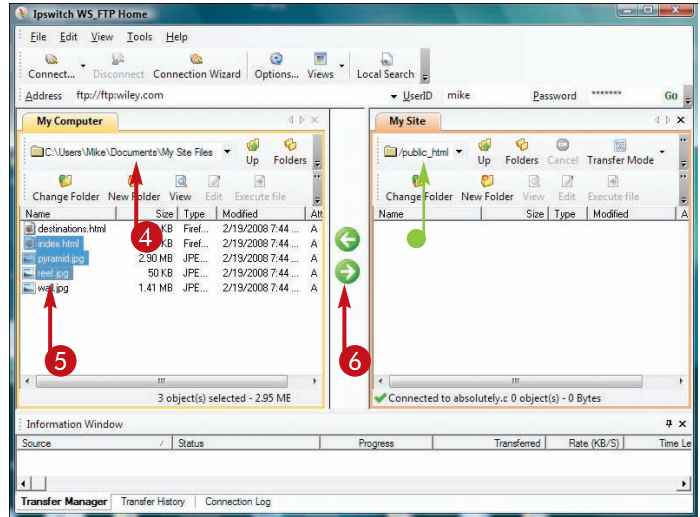 Ipswitch WS_FTP Home
File Edit View Tools Help
Connect... Disconnect Connection Wizard Options... Views Local Search
Address ftp://ftp:wiley.com UserID mike Password ******* Go
My Computer
C:\Users\Mike\Documents\My Site Files Up Folders
Change Folder New Folder View Edit Execute file
Name Size Type Modified Att
destinations.html KB Firef... 2/19/2008 7:44 ... A
index.html KB Firef... 2/19/2008 7:44 ... A
pyramid.jpg 2.90 MB JPE... 2/19/2008 7:44 ... A
reef.jpg 50 KB JPE... 2/19/2008 7:44 ... A
wall.jpg 1.41 MB JPE... 2/19/2008 7:44 ... A
4
5
6
3 object(s) selected - 2.95 ME
My Site
/public_html Up Folders Cancel Transfer Mode
Change Folder New Folder View Edit Execute file
Name Size Type Modified A
Connected to absolutely.c 0 object(s) - 0 Bytes
Information Window
Source Status Progress Transferred Rate (KB/S) Time Le
Transfer Manager Transfer History Connection Log